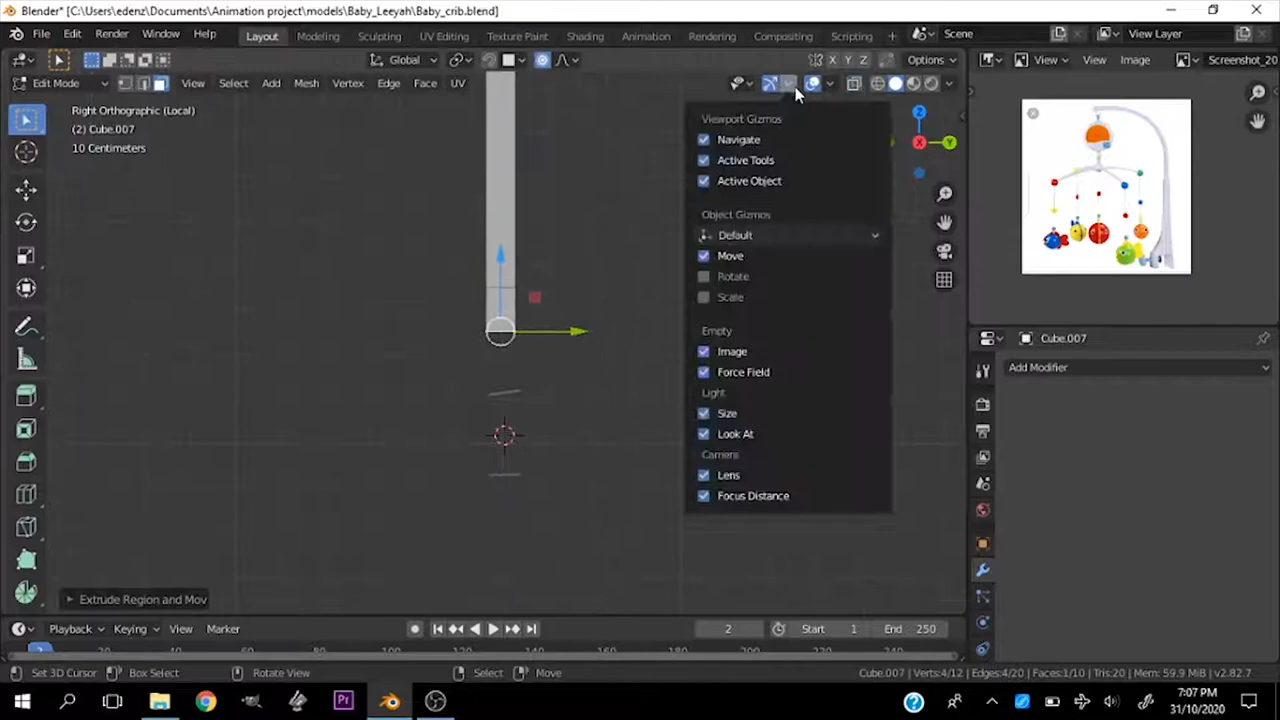 Blender* [C:\Users\edenz\Documents\Animation project\models\Baby_Leeyah\Baby_crib.blend]
File Edit Render Window Help Layout Modeling Sculpting UV Editing Texture Paint Shading Animation Rendering Compositing Scripting + Scene View Layer
Global X Y Z Options View View Image Screenshot_20
Edit Mode View Select Add Mesh Vertex Edge Face UV
Right Orthographic (Local)
(2) Cube.007
10 Centimeters
Viewport Gizmos
Navigate
Active Tools
Active Object
Object Gizmos
Default
Move
Rotate
Scale
Empty
Image
Force Field
Light
Size
Look At
Camera
Lens
Focus Distance
Z
X Y
Cube.007
Add Modifier
Extrude Region and Mov
Playback Keying View Marker 2 Start 1 End 250
Set 3D Cursor Box Select Rotate View Select Move Cube.007 | Verts:4/12 | Edges:4/20 | Faces:1/10 | Tris:20 | Mem: 59.9 MiB | v2.82.7
Pr
7:07 PM
31/10/2020